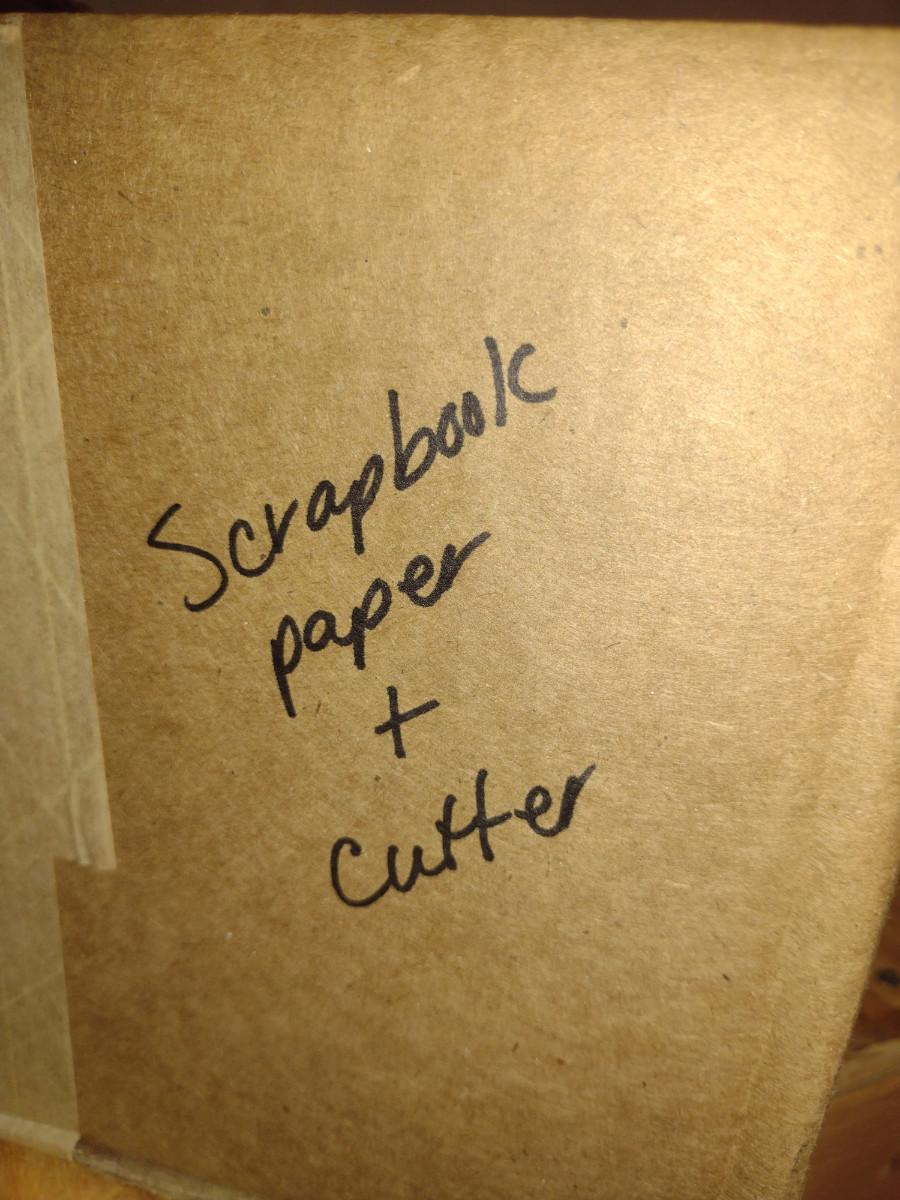 Scrapbook
paper
+
Cutter